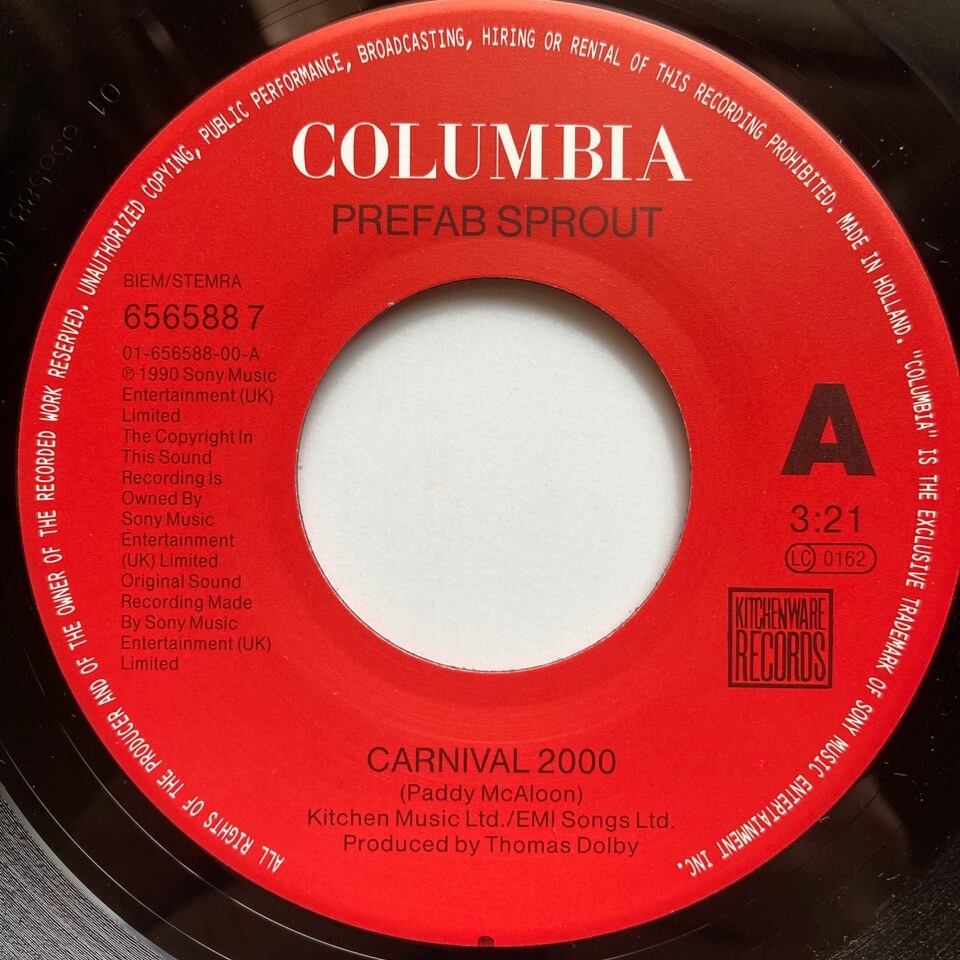 ALL RIGHTS OF THE PRODUCER AND OF THE OWNER OF THE RECORDED WORK RESERVED. UNAUTHORIZED COPYING, PUBLIC PERFORMANCE, BROADCASTING, HIRING OR RENTAL OF THIS RECORDING PROHIBITED. MADE IN HOLLAND. "COLUMBIA" IS THE EXCLUSIVE TRADEMARK OF SONY MUSIC ENTERTAINMENT INC.
COLUMBIA
PREFAB SPROUT
BIEM/STEMRA
656588 7
01-656588-00-A
℗ 1990 Sony Music
Entertainment (UK)
Limited
The Copyright In
This Sound
Recording Is
Owned By
Sony Music
Entertainment
(UK) Limited
Original Sound
Recording Made
By Sony Music
Entertainment (UK)
Limited
A
3:21
LC 0162
KITCHENWARE
RECORDS
CARNIVAL 2000
(Paddy McAloon)
Kitchen Music Ltd./EMI Songs Ltd.
Produced by Thomas Dolby